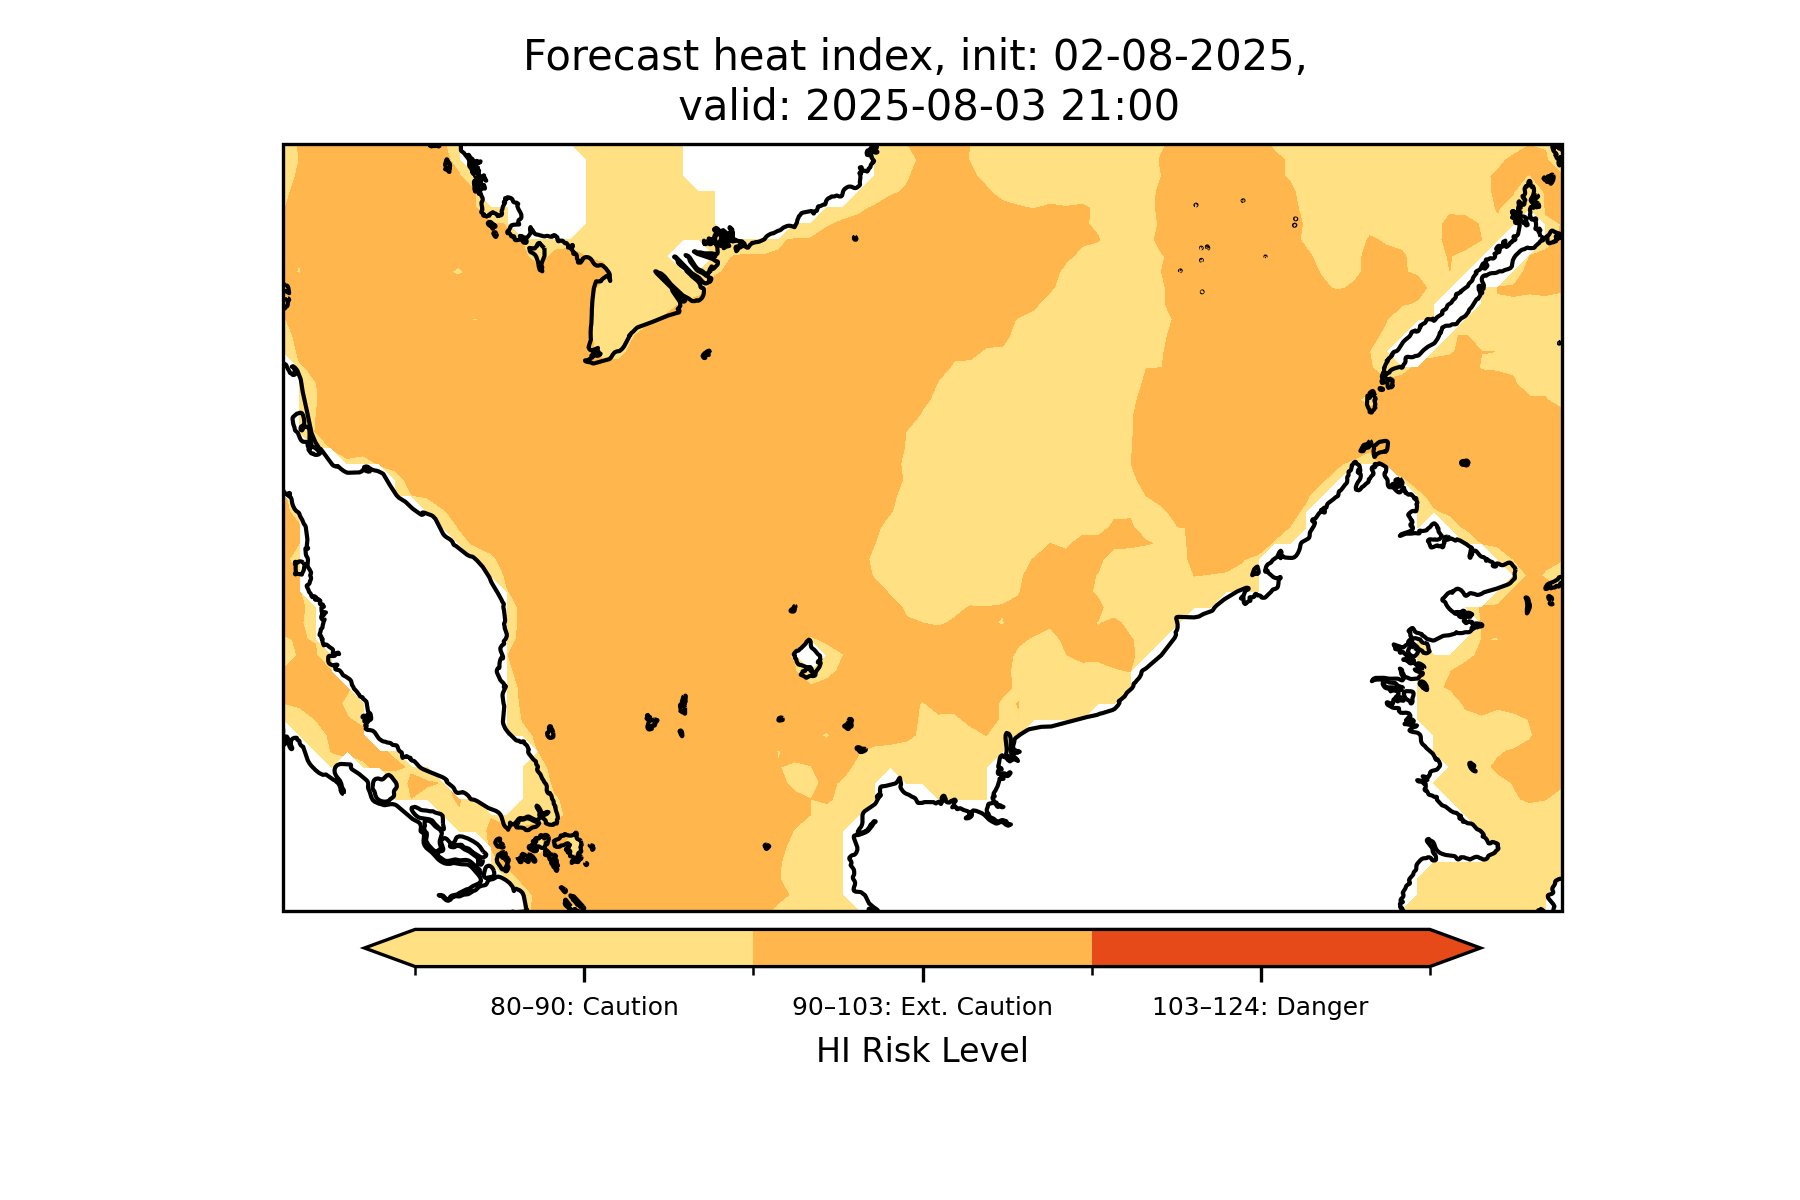 Forecast heat index, init: 02-08-2025,
valid: 2025-08-03 21:00
80–90: Caution
90–103: Ext. Caution
103–124: Danger
HI Risk Level